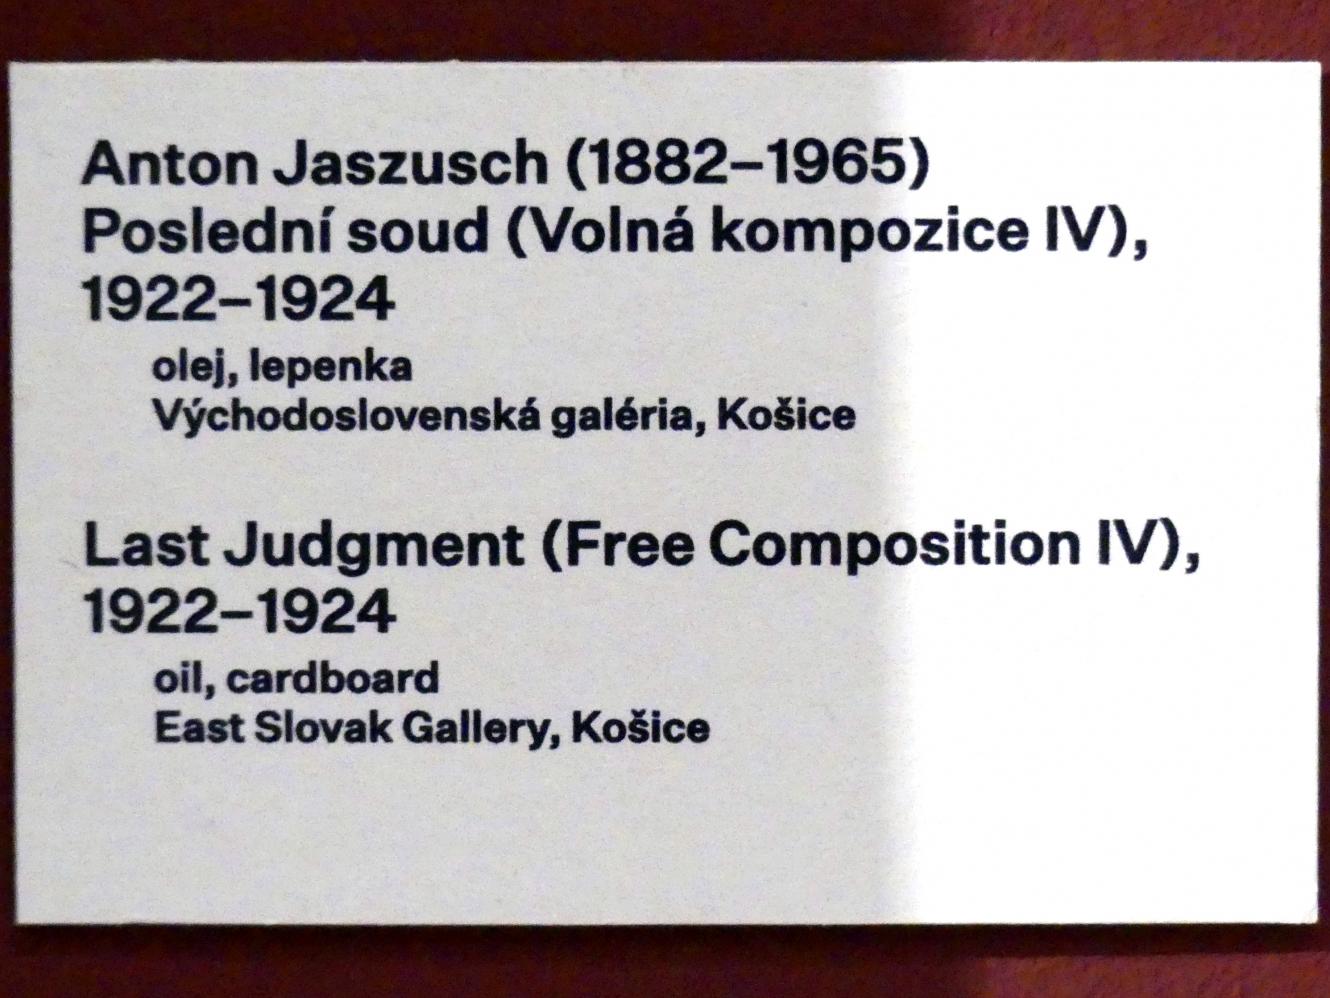 Anton Jaszusch (1882–1965)
Poslední soud (Volná kompozice IV),
1922–1924
olej, lepenka
Východoslovenská galéria, Košice
Last Judgment (Free Composition IV),
1922–1924
oil, cardboard
East Slovak Gallery, Košice